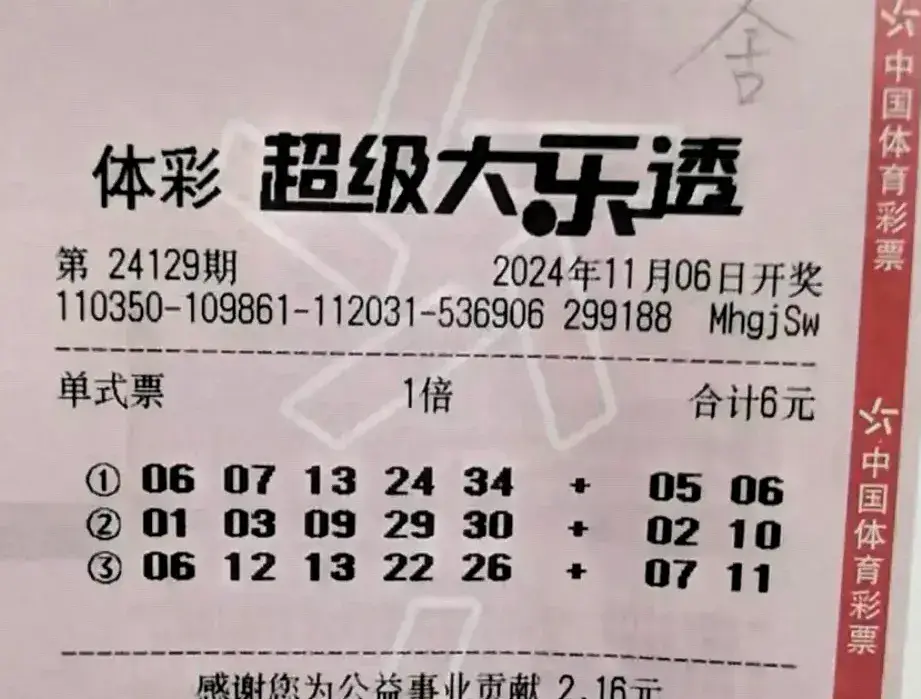 舍
体彩 超级大乐透
第 24129期 2024年11月06日开奖
110350-109861-112031-536906 299188 MhgjSw
单式票 1倍 合计6元
① 06 07 13 24 34 + 05 06
② 01 03 09 29 30 + 02 10
③ 06 12 13 22 26 + 07 11
感谢您为公益事业贡献 2.16元
中国体育彩票
中国体育彩票